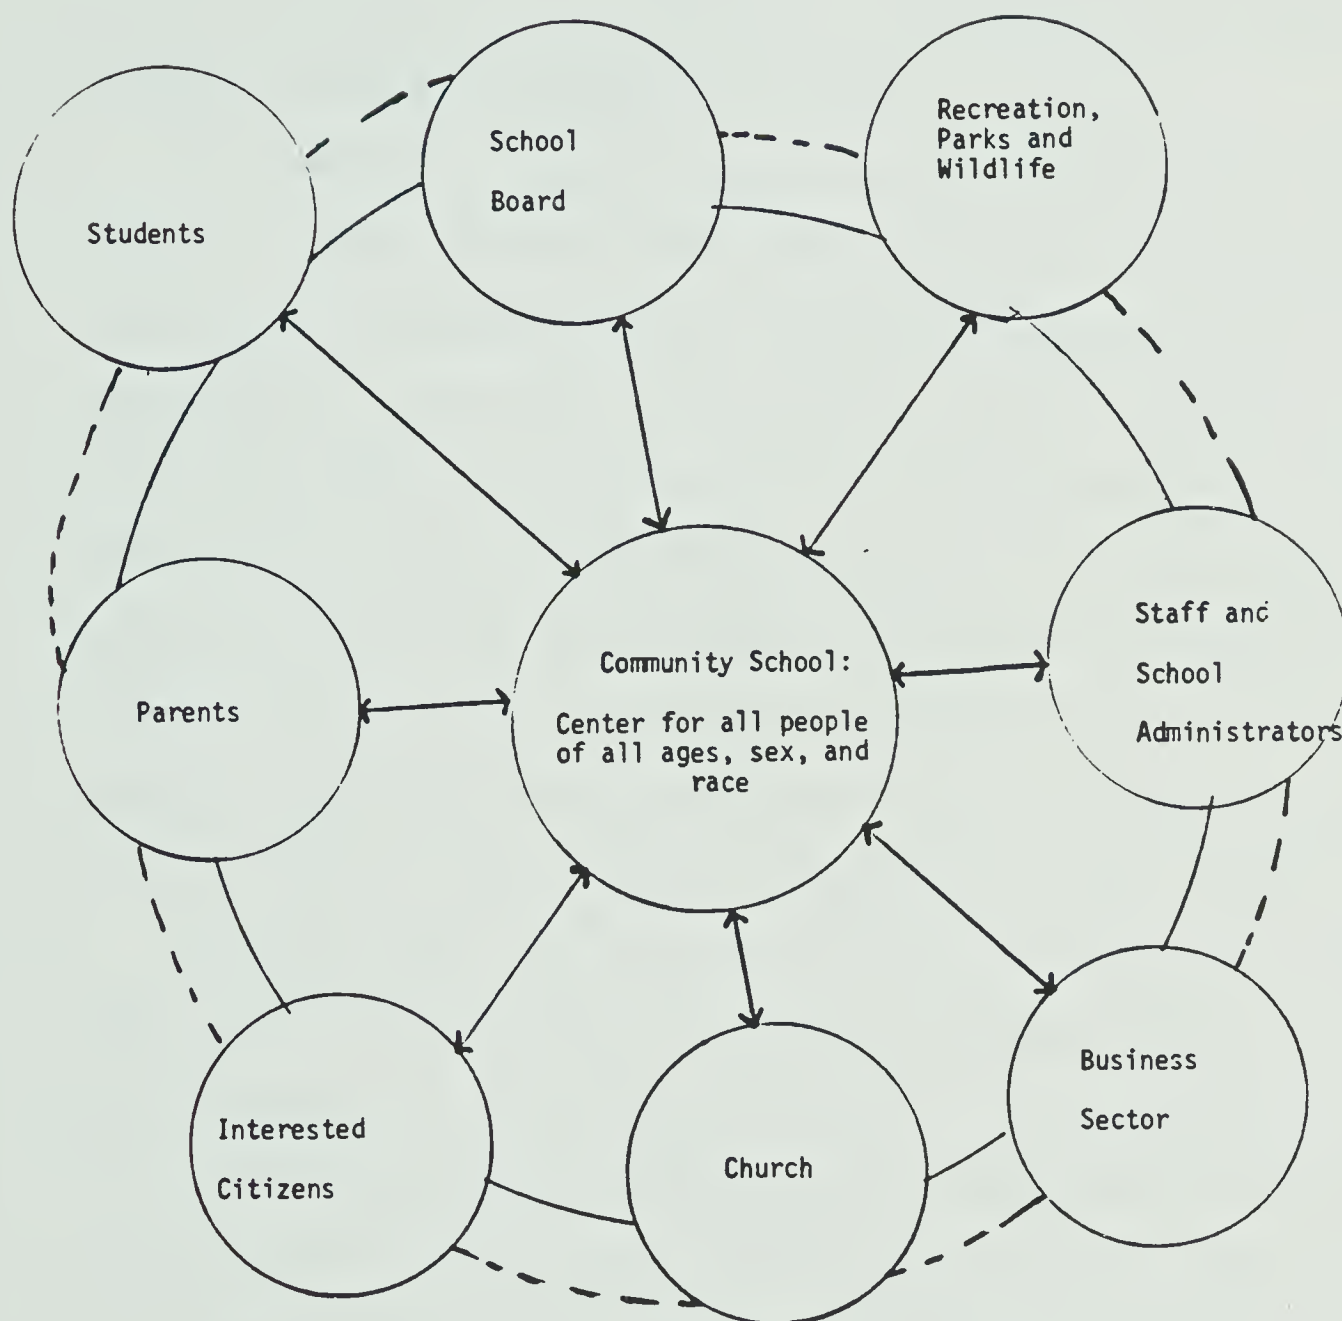 School
Board
Recreation,
Parks and
Wildlife
Students
Community School:
Center for all people
of all ages, sex, and
race
Staff and
School
Administrators
Parents
Interested
Citizens
Church
Business
Sector